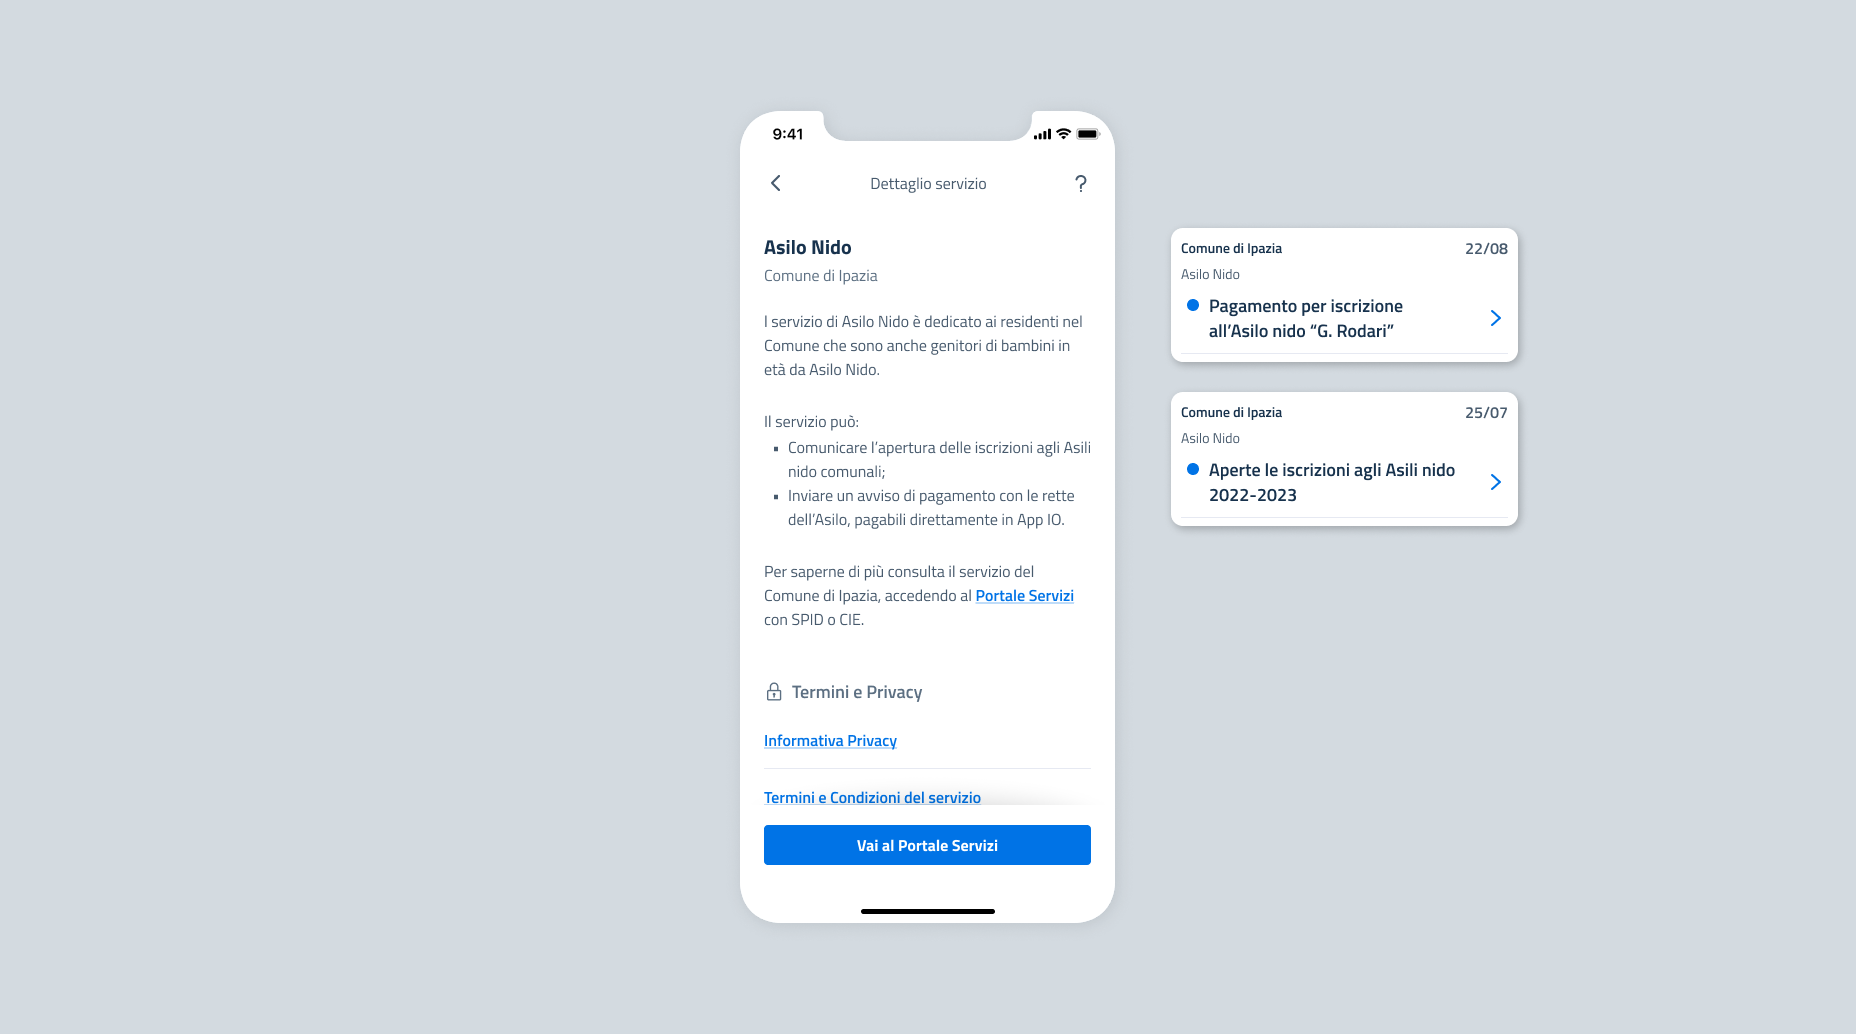 9:41
Dettaglio servizio
?
Asilo Nido
Comune di Ipazia
l servizio di Asilo Nido è dedicato ai residenti nel
Comune che sono anche genitori di bambini in
età da Asilo Nido.
Il servizio può:
▪ Comunicare l’apertura delle iscrizioni agli Asili
nido comunali;
▪ Inviare un avviso di pagamento con le rette
dell’Asilo, pagabili direttamente in App IO.
Per saperne di più consulta il servizio del
Comune di Ipazia, accedendo al Portale Servizi
con SPID o CIE.
Termini e Privacy
Informativa Privacy
Termini e Condizioni del servizio
Vai al Portale Servizi
Comune di Ipazia 22/08
Asilo Nido
Pagamento per iscrizione
all’Asilo nido “G. Rodari”
Comune di Ipazia 25/07
Asilo Nido
Aperte le iscrizioni agli Asili nido
2022-2023